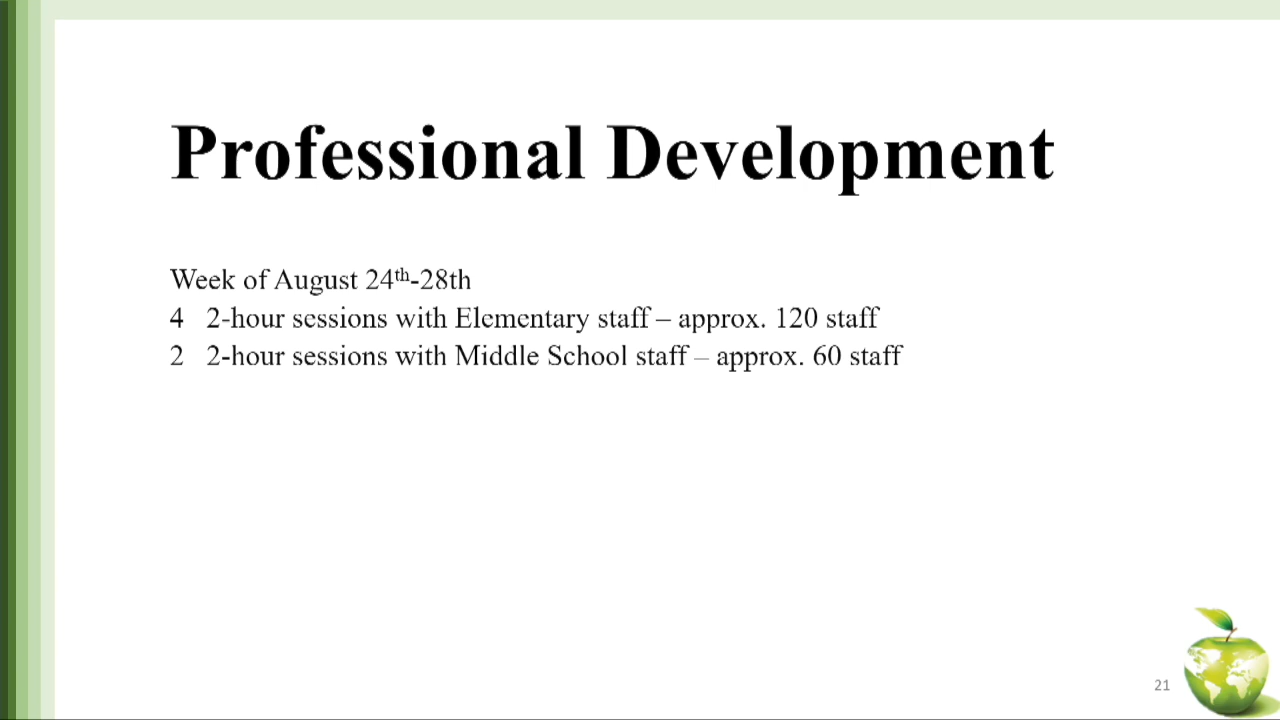 Professional Development
Week of August 24th-28th
4 2-hour sessions with Elementary staff – approx. 120 staff
2 2-hour sessions with Middle School staff – approx. 60 staff
21